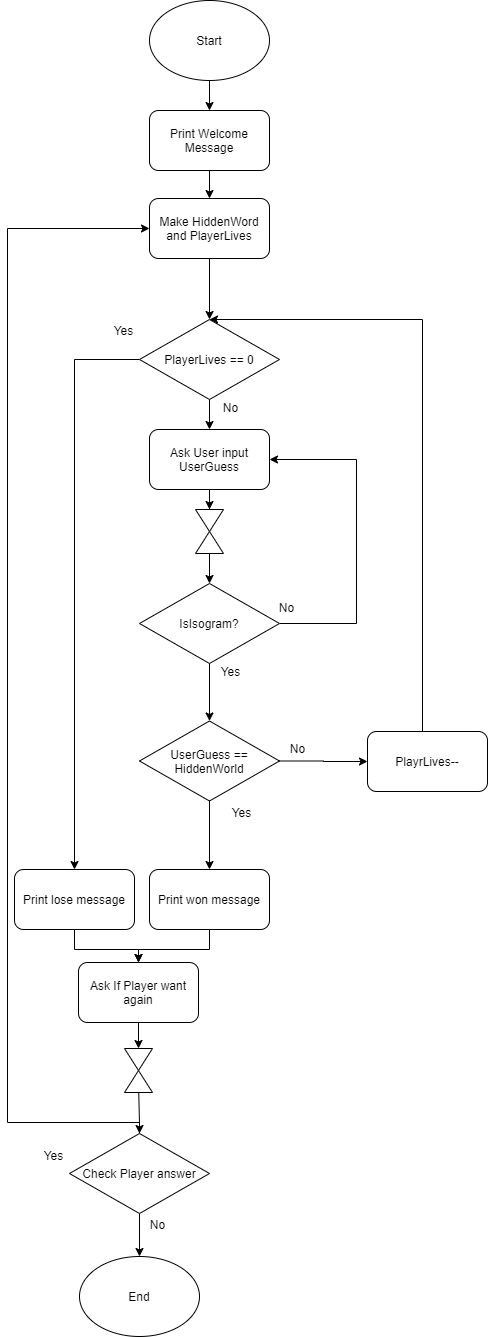 Start
Print Welcome
Message
Make HiddenWord
and PlayerLives
Yes
PlayerLives == 0
No
Ask User input
UserGuess
No
IsIsogram?
Yes
UserGuess ==
HiddenWorld
No
PlayrLives--
Yes
Print lose message
Print won message
Ask If Player want
again
Yes
Check Player answer
No
End